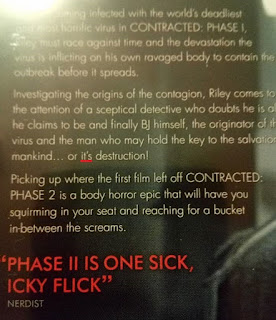 infected with the world's deadliest
most horrific virus in CONTRACTED: PHASE I,
must race against time and the devastation the
virus is inflicting on his own ravaged body to contain the
outbreak before it spreads.
Investigating the origins of the contagion, Riley comes to
the attention of a sceptical detective who doubts he is al
he claims to be and finally BJ himself, the originator of th
virus and the man who may hold the key to the salvation
mankind... or it's destruction!
Picking up where the first film left off CONTRACTED:
PHASE 2 is a body horror epic that will have you
squirming in your seat and reaching for a bucket
in-between the screams.
"PHASE II IS ONE SICK,
ICKY FLICK"
NERDIST